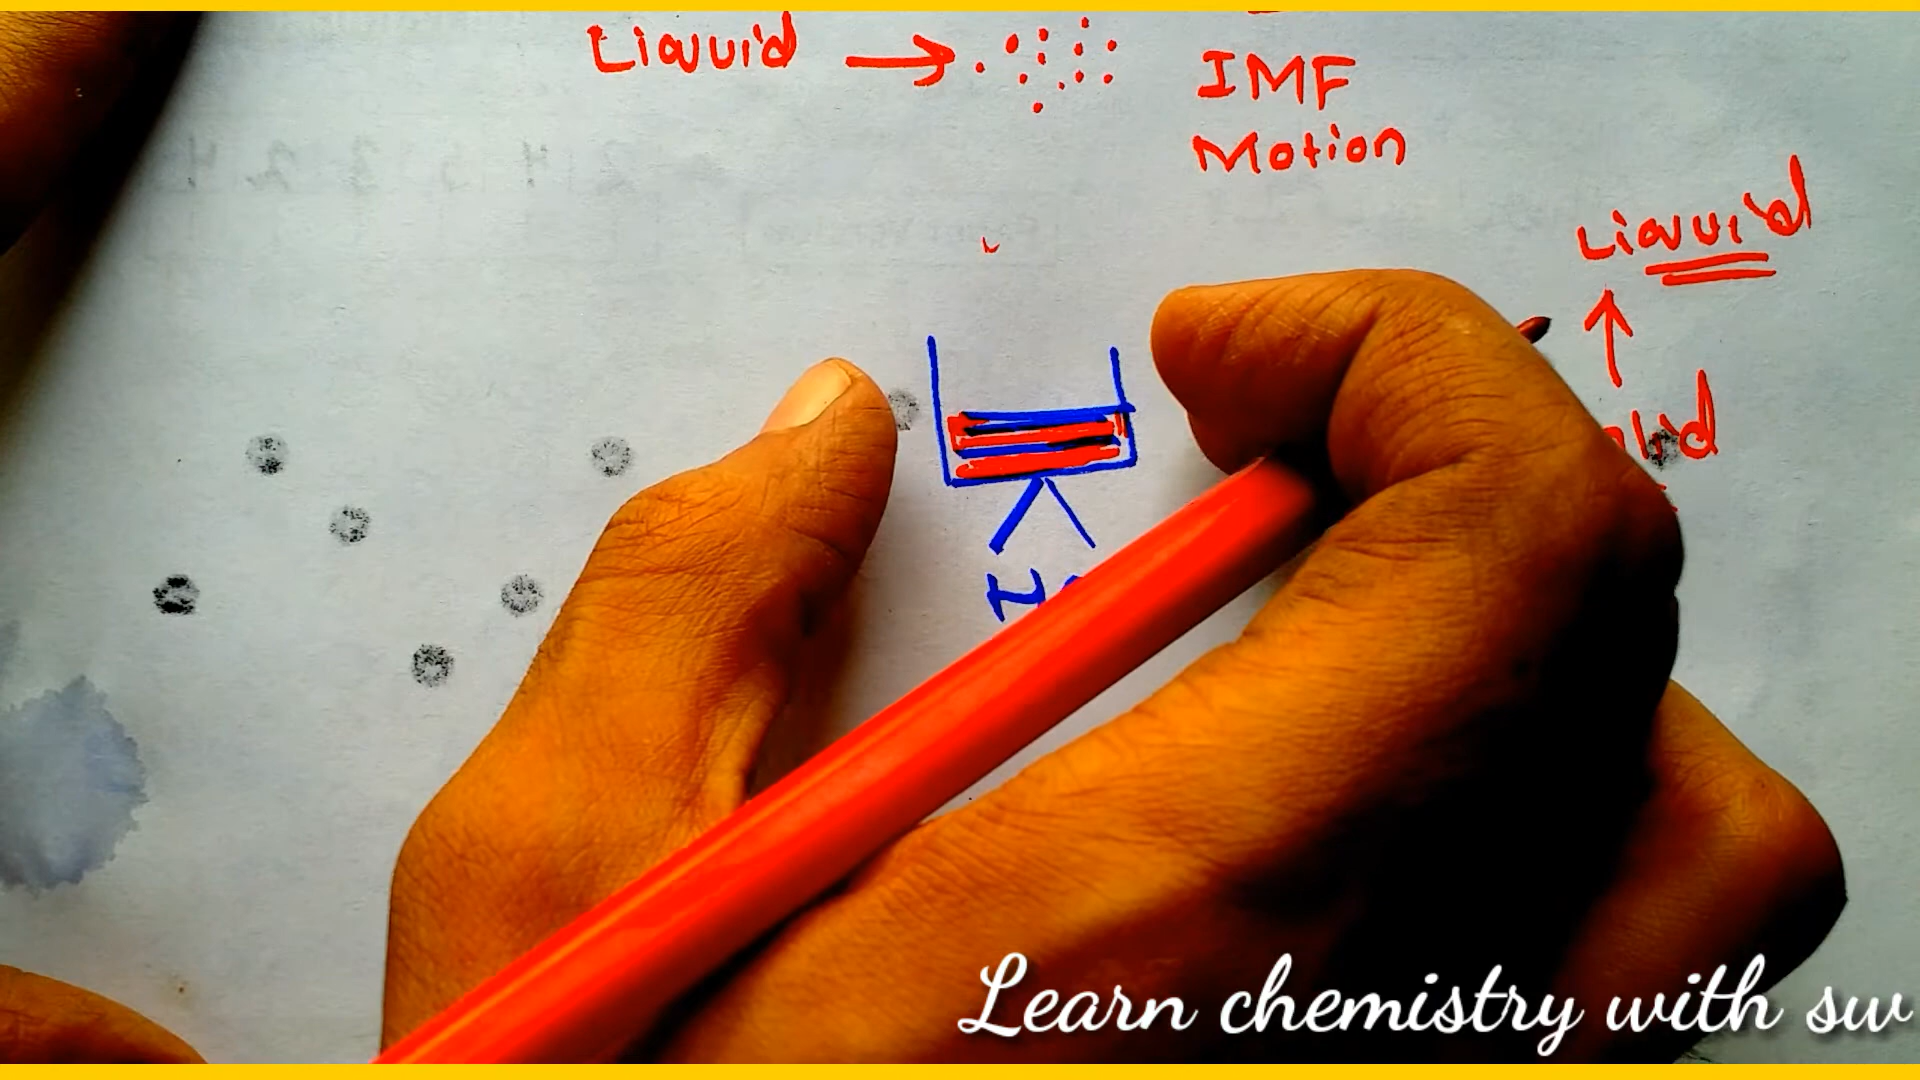 Liquid
IMF
Motion
Liquid
Learn chemistry with sw